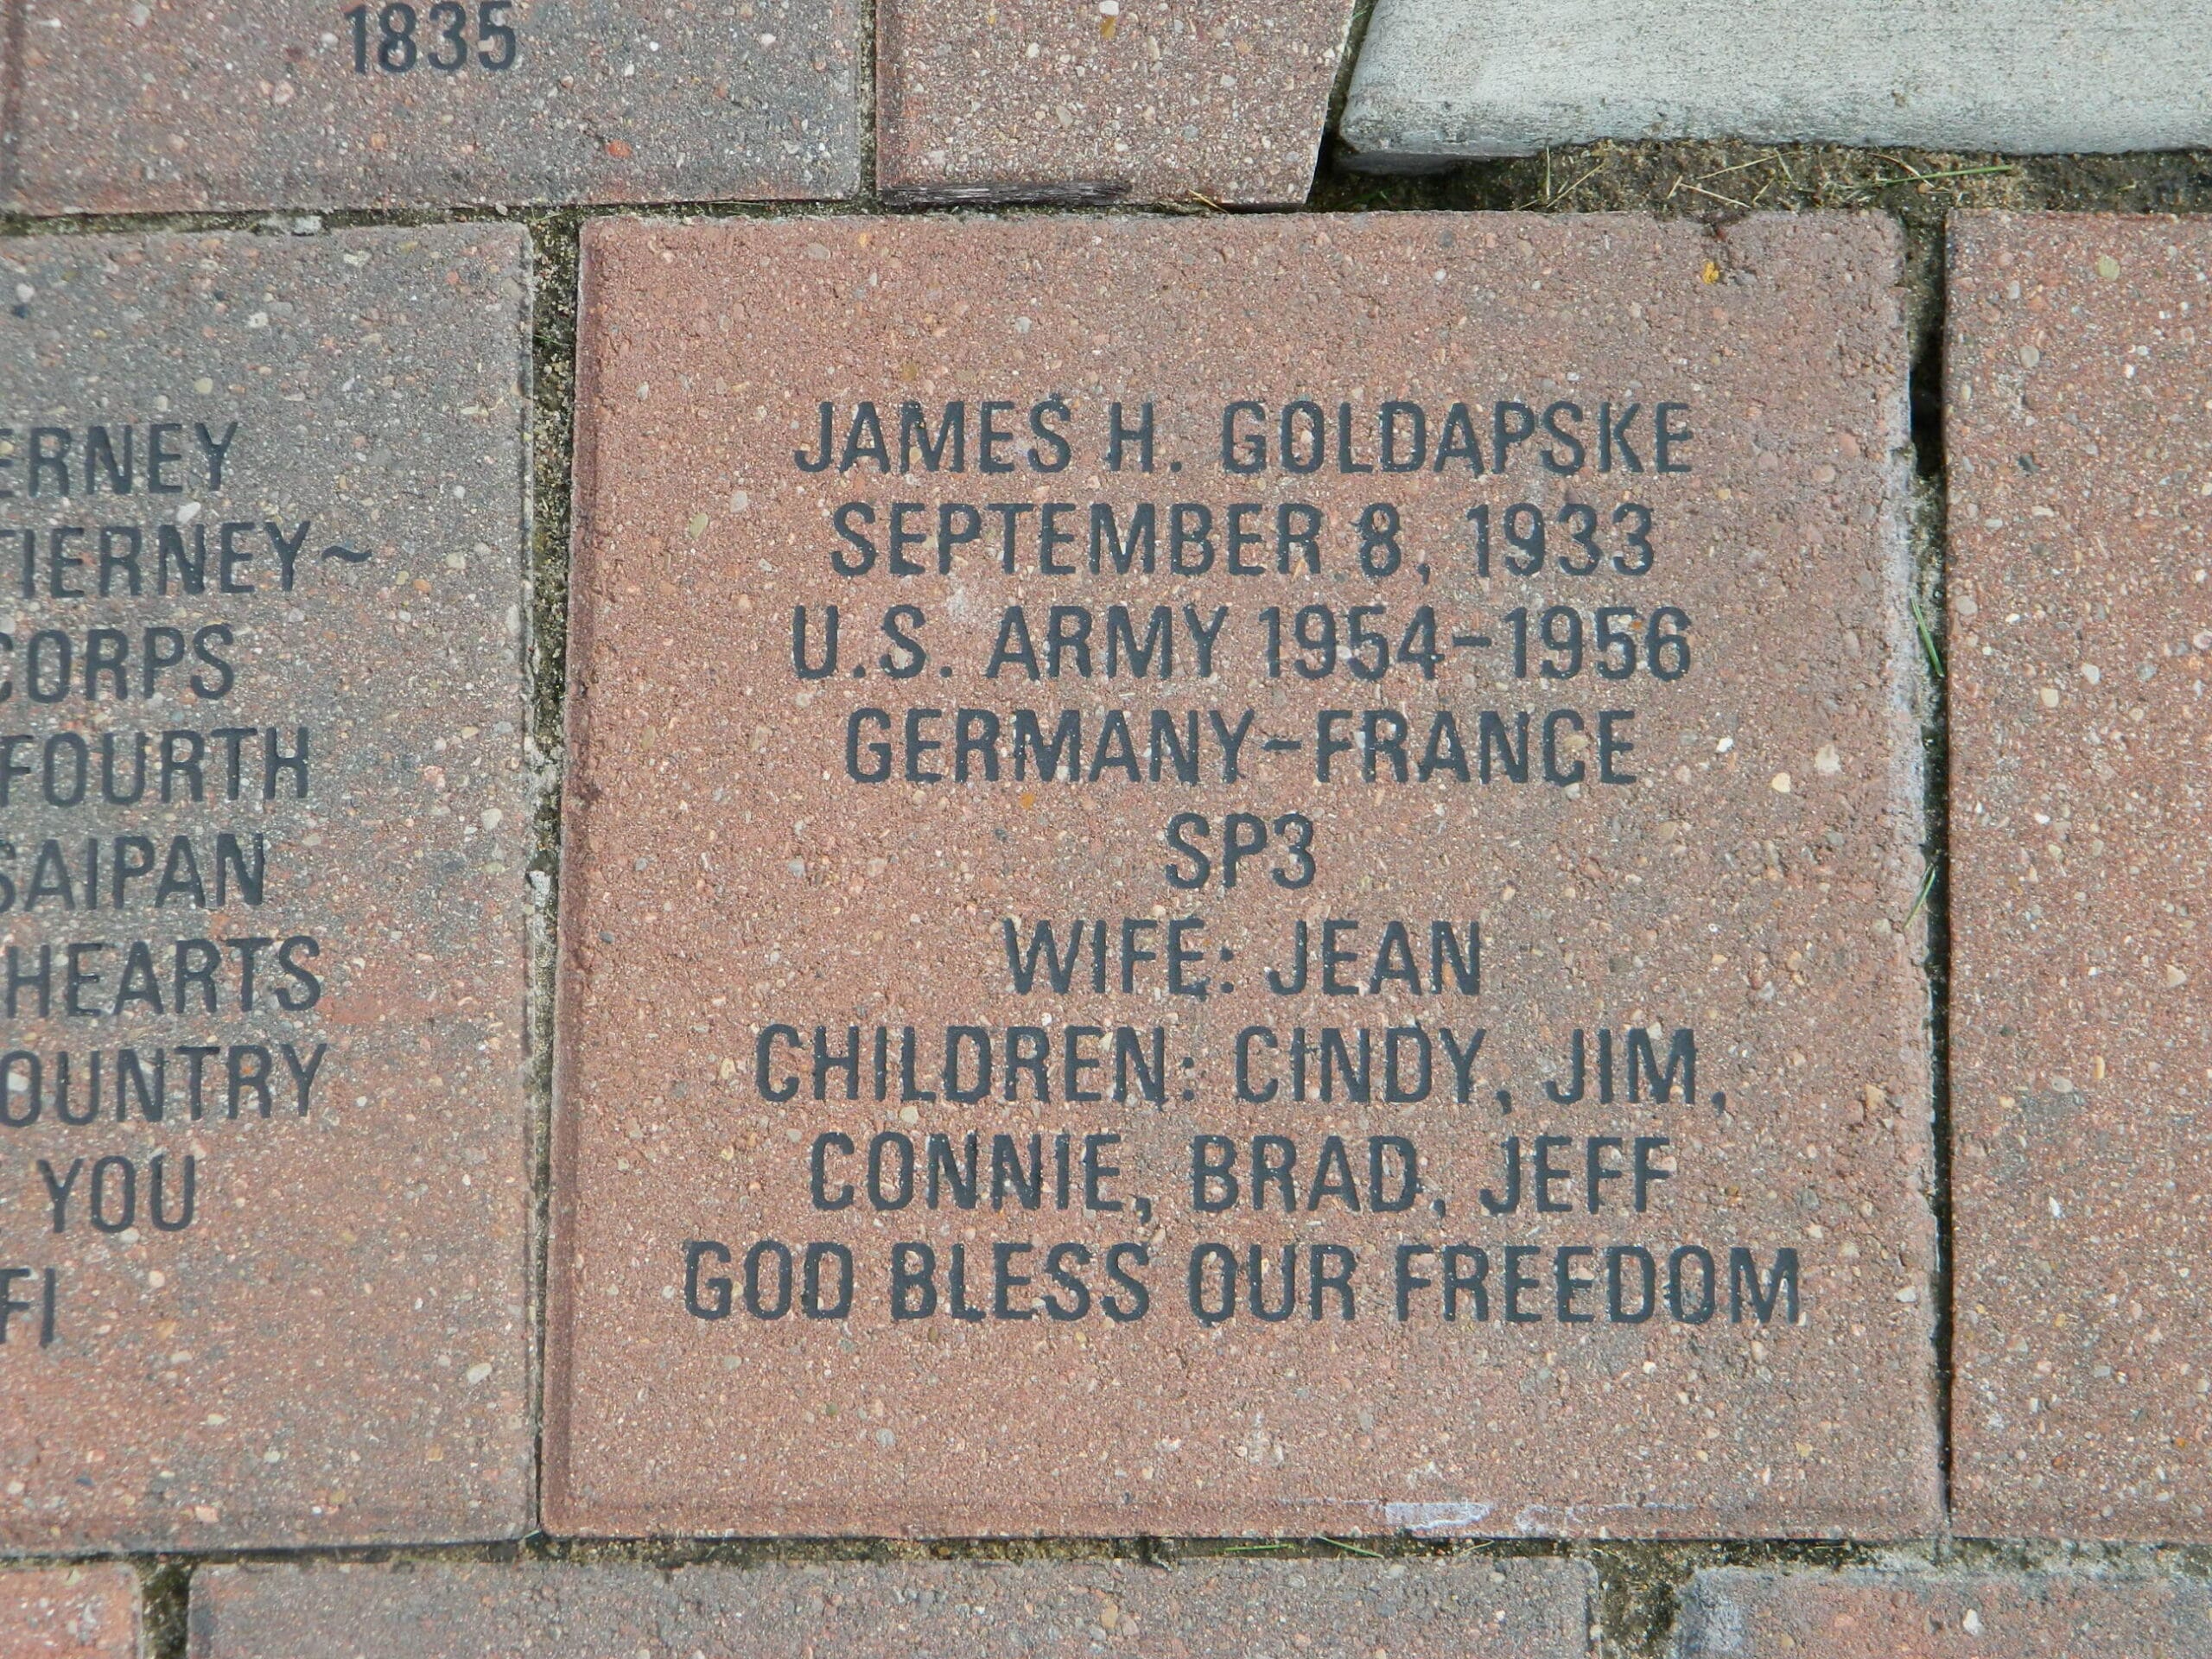 1835
ERNEY
TIERNEY~
CORPS
FOURTH
SAIPAN
HEARTS
COUNTRY
YOU
FI
JAMES H. GOLDAPSKE
SEPTEMBER 8, 1933
U.S. ARMY 1954-1956
GERMANY-FRANCE
SP3
WIFE: JEAN
CHILDREN: CINDY, JIM,
CONNIE, BRAD, JEFF
GOD BLESS OUR FREEDOM